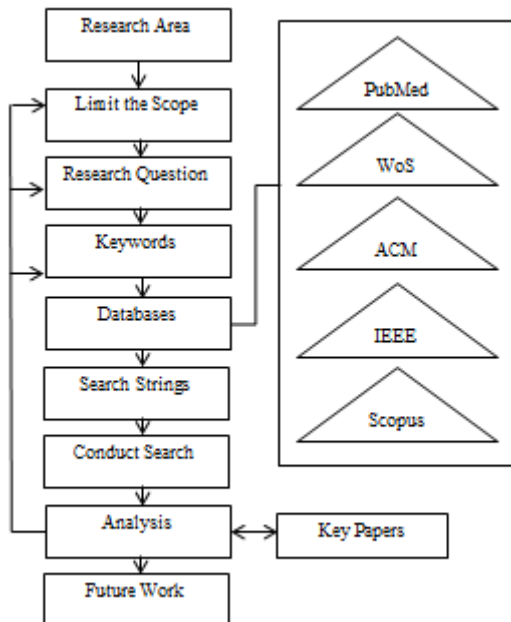 Research Area
Limit the Scope
Research Question
Keywords
Databases
Search Strings
Conduct Search
Analysis
Future Work
Key Papers
PubMed
WoS
ACM
IEEE
Scopus